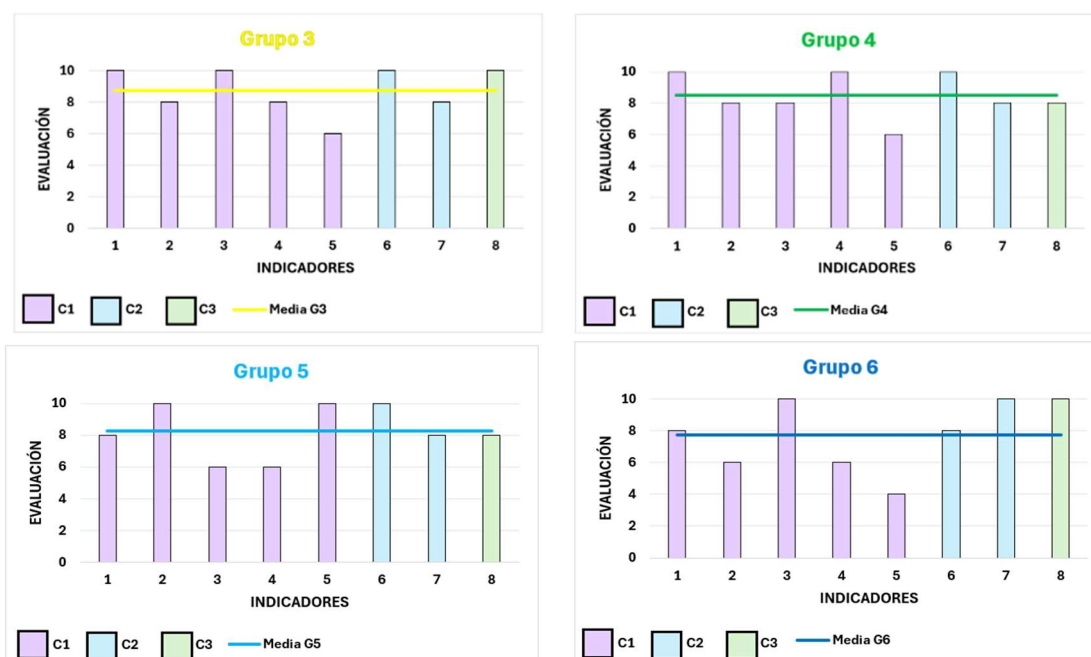 Grupo 3
10
8
6
4
2
0
EVALUACIÓN
1 2 3 4 5 6 7 8
INDICADORES
C1 C2 C3 Media G3
Grupo 4
10
8
6
4
2
0
EVALUACIÓN
1 2 3 4 5 6 7 8
INDICADORES
C1 C2 C3 Media G4
Grupo 5
10
8
6
4
2
0
EVALUACIÓN
1 2 3 4 5 6 7 8
INDICADORES
C1 C2 C3 Media G5
Grupo 6
10
8
6
4
2
0
EVALUACIÓN
1 2 3 4 5 6 7 8
INDICADORES
C1 C2 C3 Media G6